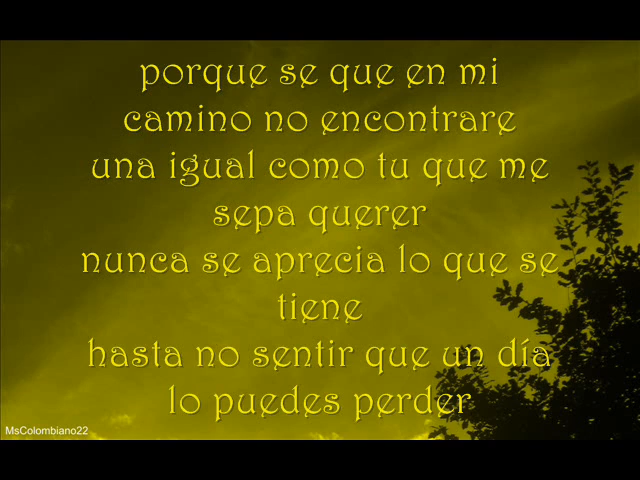 porque se que en mi
camino no encontrare
una igual como tu que me
sepa querer
nunca se aprecia lo que se
tiene
hasta no sentir que un día
lo puedes perder
MsColombiano22